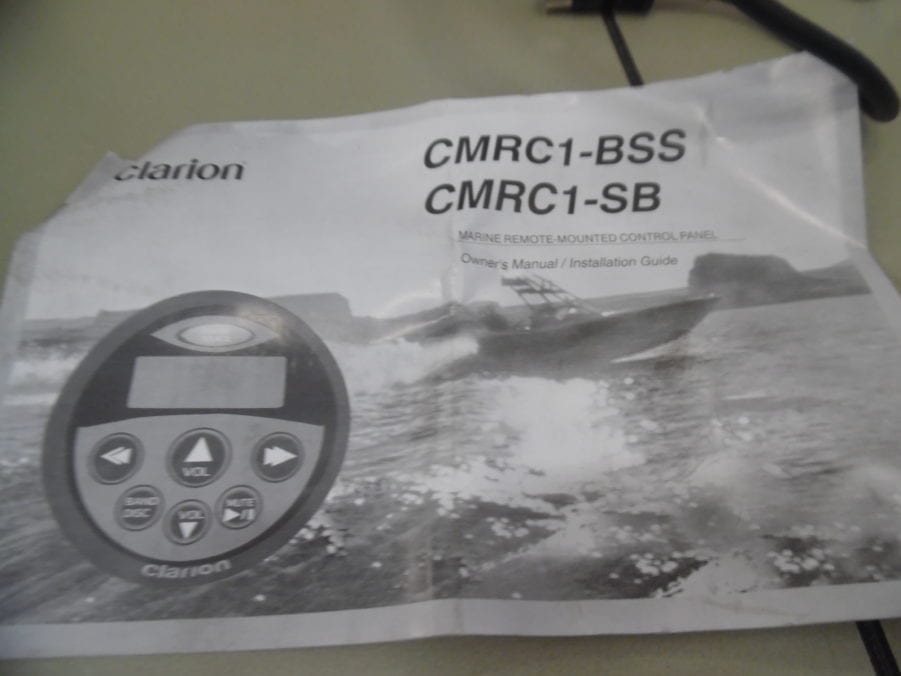 clarion
CMRC1-BSS
CMRC1-SB
MARINE REMOTE-MOUNTED CONTROL PANEL
Owner's Manual / Installation Guide
VOL
BAND
DISC
VOL
MUTE
clarion